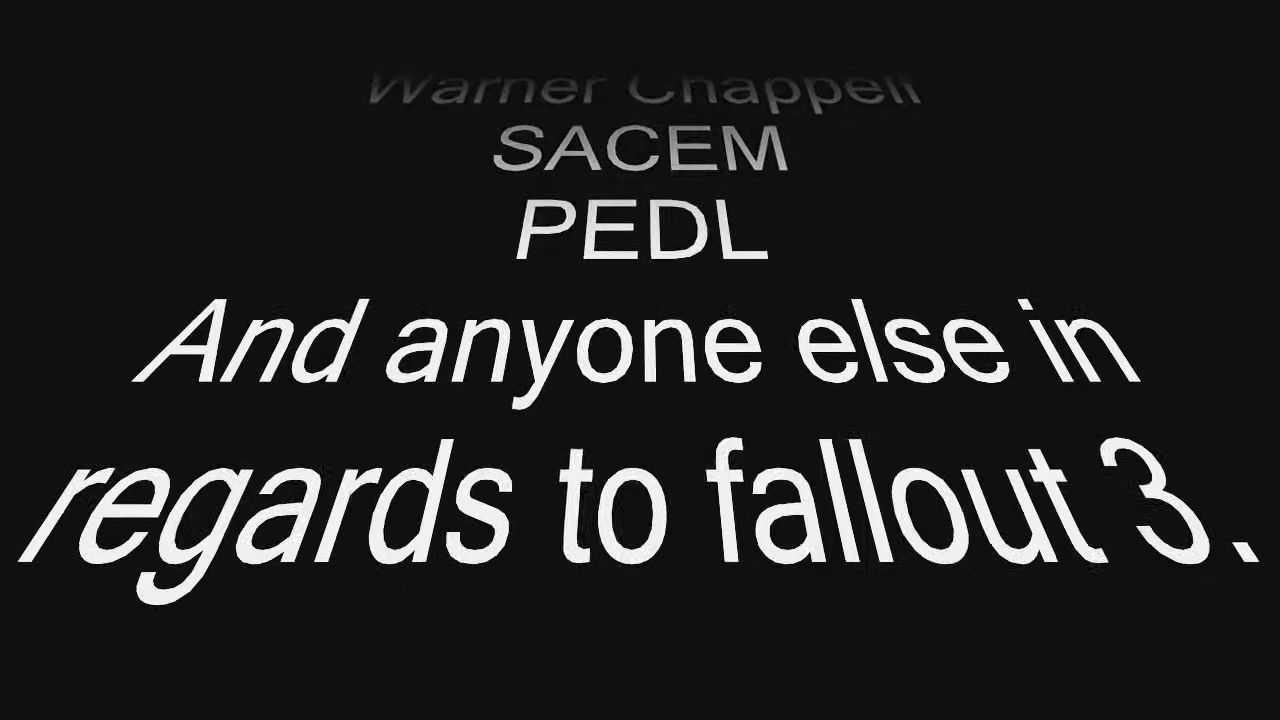 Warner Chappell
SACEM
PEDL
And anyone else in
regards to fallout 3.